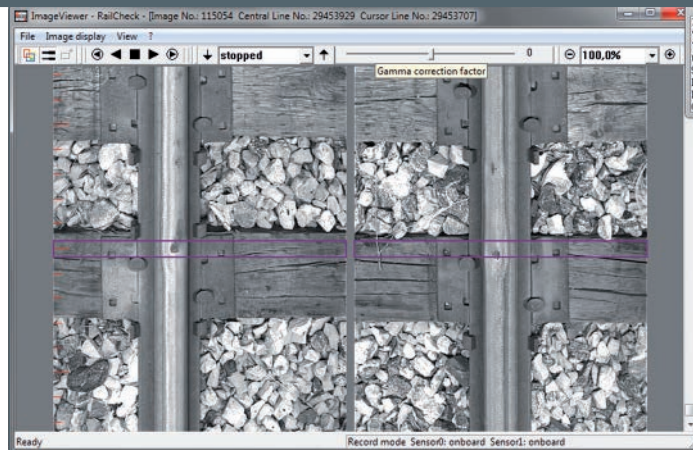 ImageViewer - RailCheck - [Image No.: 115054 Central Line No.: 29453929 Cursor Line No.: 29453707]
File Image display View ?
stopped 0 100,0%
Gamma correction factor
Ready Record mode Sensor0: onboard Sensor1: onboard